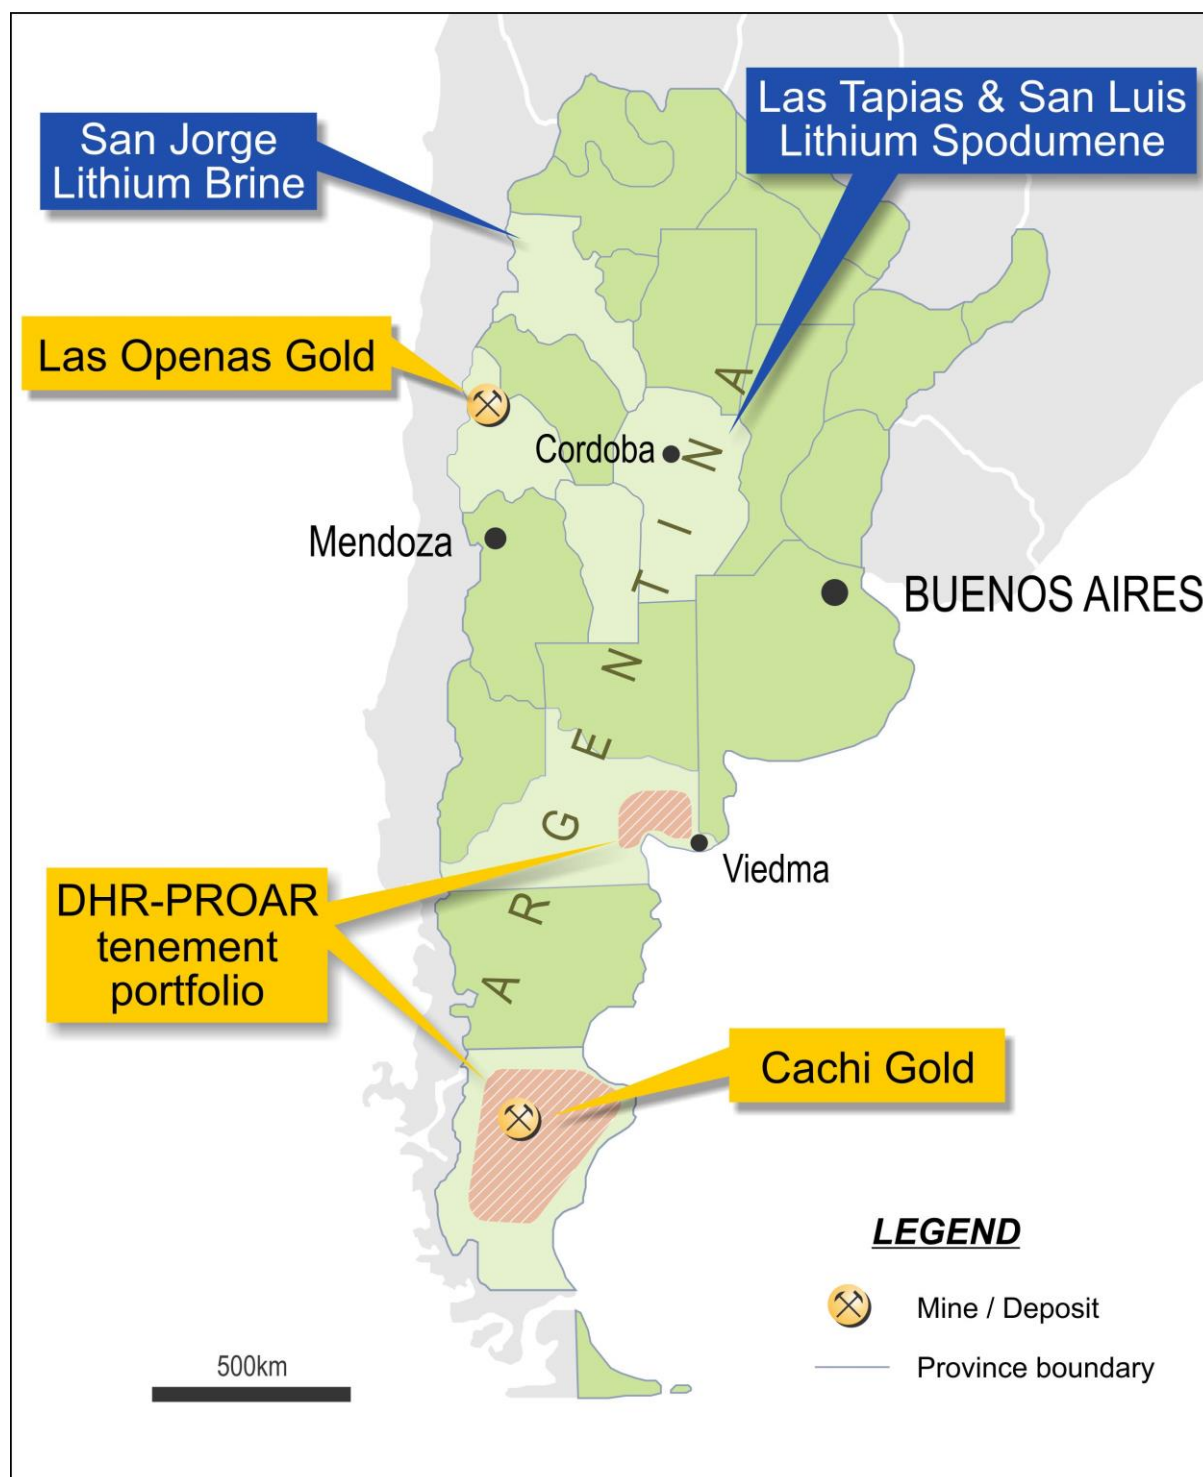 Las Tapias & San Luis
Lithium Spodumene
San Jorge
Lithium Brine
Las Openas Gold
Cordoba
Mendoza
BUENOS AIRES
ARGENTINA
Viedma
DHR-PROAR
tenement
portfolio
Cachi Gold
LEGEND
Mine / Deposit
Province boundary
500km